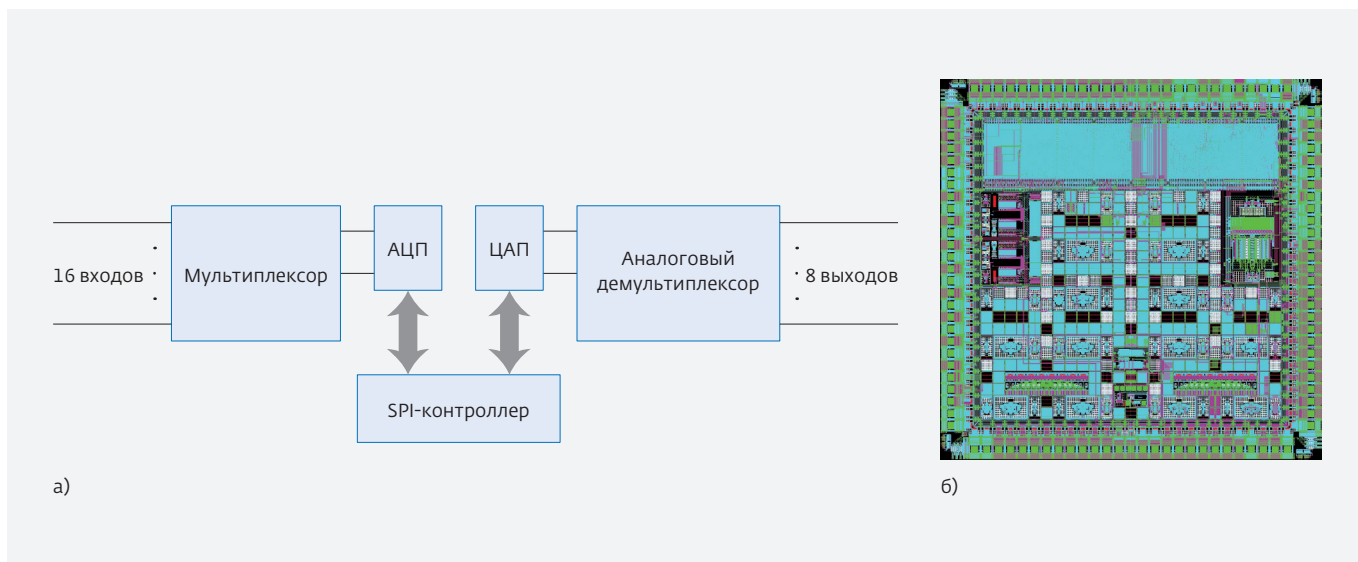 16 входов
Мультиплексор
АЦП
ЦАП
Аналоговый
демультиплексор
8 выходов
SPI-контроллер
а)
б)